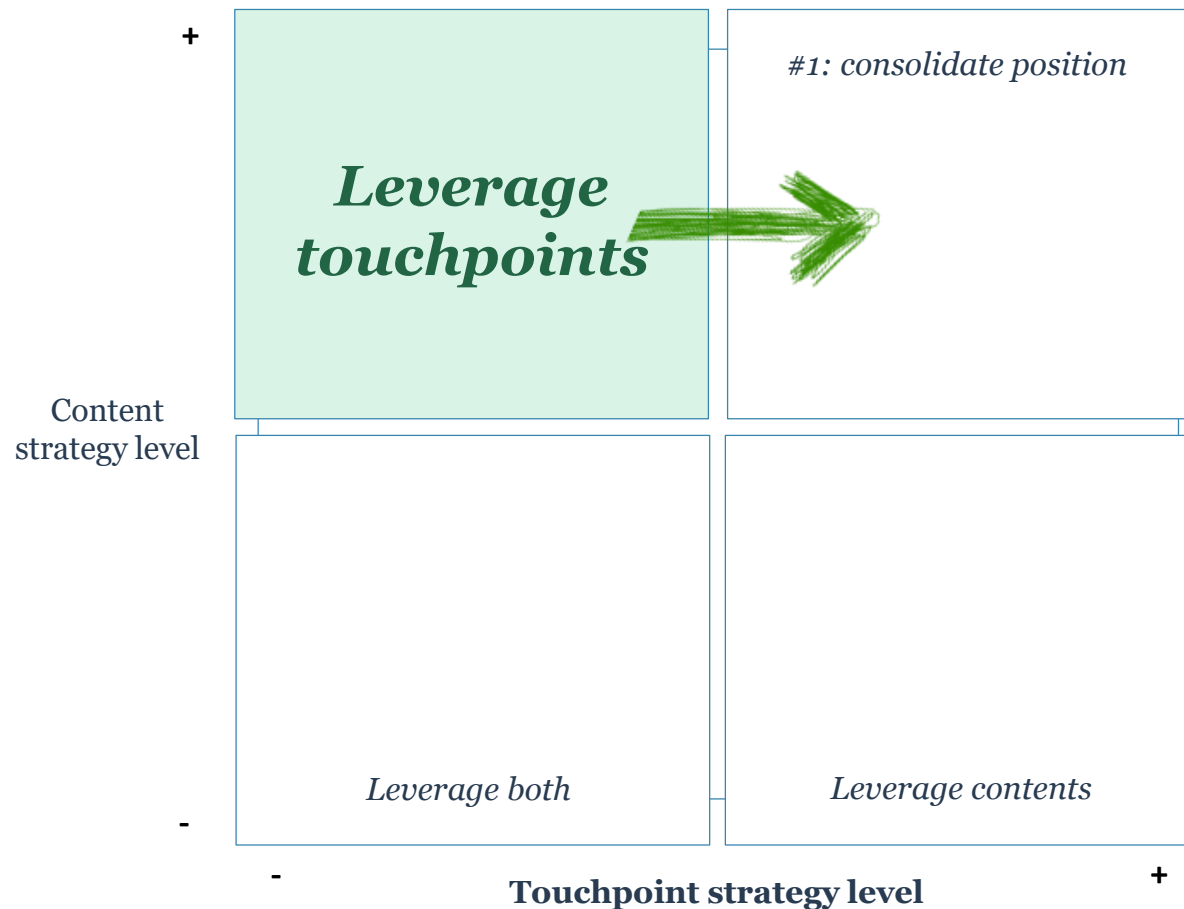 +
#1: consolidate position
Leverage
touchpoints
Content
strategy level
Leverage both
Leverage contents
-
-
+
Touchpoint strategy level